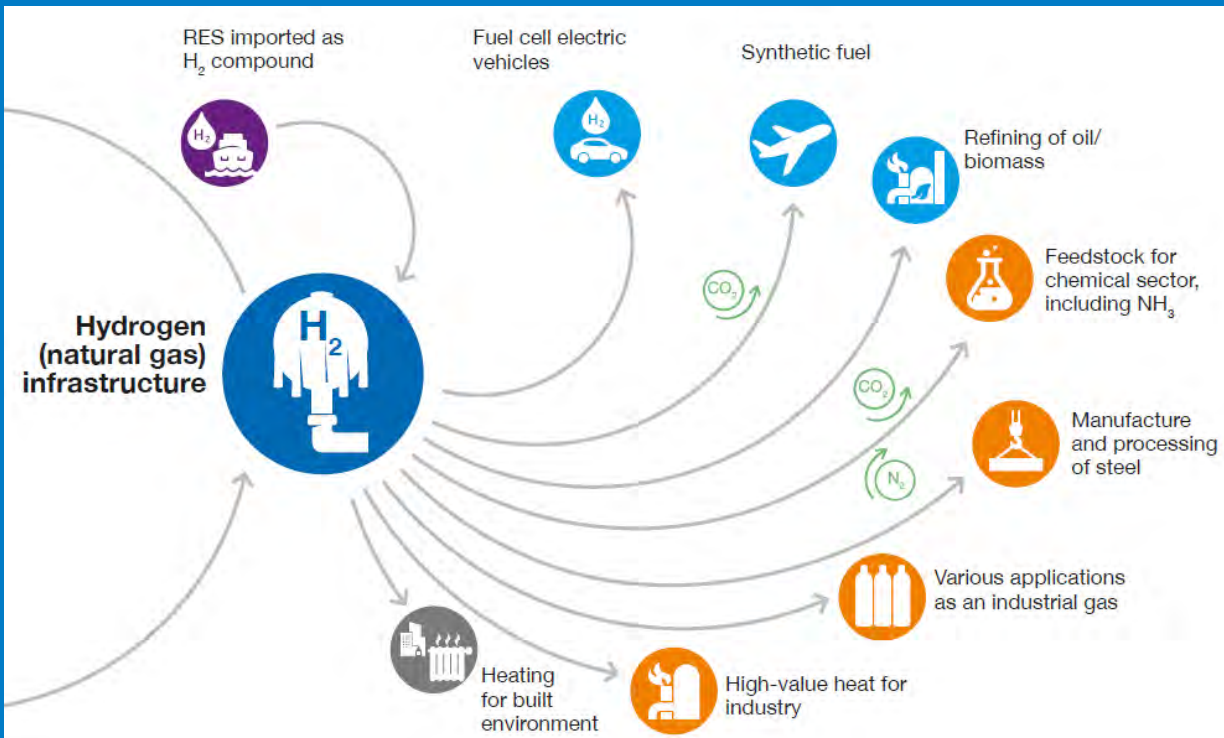 RES imported as
H₂ compound
H₂
Fuel cell electric
vehicles
H₂
Synthetic fuel
Refining of oil/
biomass
Feedstock for
chemical sector,
including NH₃
CO₂
Hydrogen
(natural gas)
infrastructure
H₂
CO₂
Manufacture
and processing
of steel
N₂
Various applications
as an industrial gas
Heating
for built
environment
High-value heat for
industry